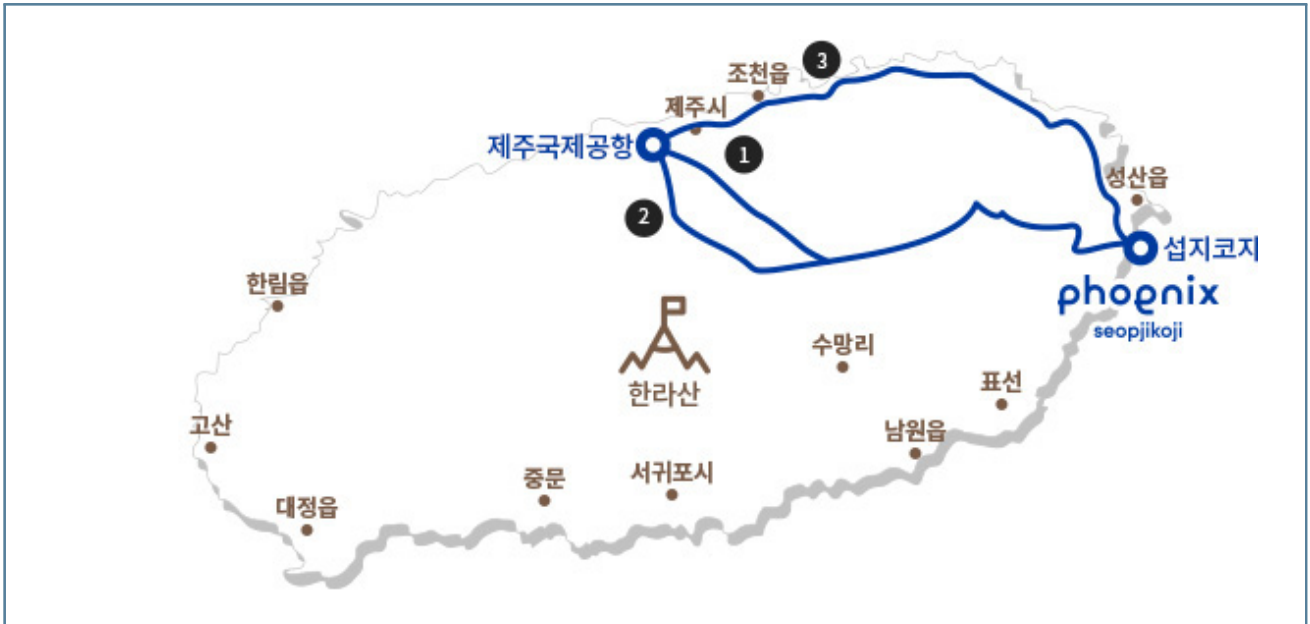 3
조천읍
제주시
제주국제공항
1
2
성산읍
섭지코지
phoenix
seopjikoji
한림읍
한라산
수망리
표선
고산
남원읍
중문
서귀포시
대정읍